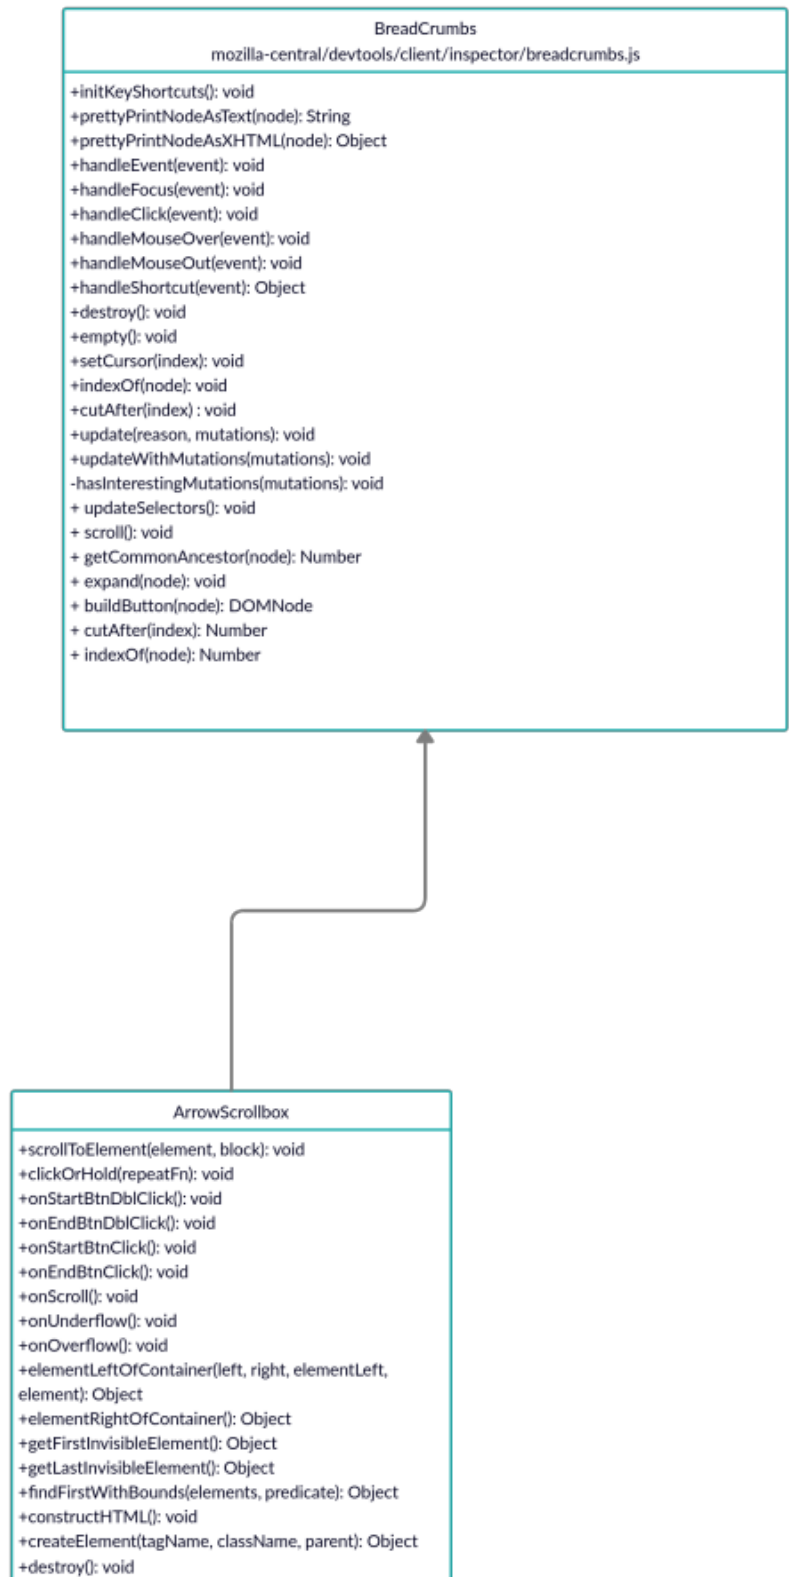 BreadCrumbs
mozilla-central/devtools/client/inspector/breadcrumbs.js
+initKeyShortcuts(): void
+prettyPrintNodeAsText(node): String
+prettyPrintNodeAsXHTML(node): Object
+handleEvent(event): void
+handleFocus(event): void
+handleClick(event): void
+handleMouseOver(event): void
+handleMouseOut(event): void
+handleShortcut(event): Object
+destroy(): void
+empty(): void
+setCursor(index): void
+indexOf(node): void
+cutAfter(index) : void
+update(reason, mutations): void
+updateWithMutations(mutations): void
-hasInterestingMutations(mutations): void
+ updateSelectors(): void
+ scroll(): void
+ getCommonAncestor(node): Number
+ expand(node): void
+ buildButton(node): DOMNode
+ cutAfter(index): Number
+ indexOf(node): Number
ArrowScrollbox
+scrollToElement(element, block): void
+clickOrHold(repeatFn): void
+onStartBtnDblClick(): void
+onEndBtnDblClick(): void
+onStartBtnClick(): void
+onEndBtnClick(): void
+onScroll(): void
+onUnderflow(): void
+onOverflow(): void
+elementLeftOfContainer(left, right, elementLeft,
element): Object
+elementRightOfContainer(): Object
+getFirstInvisibleElement(): Object
+getLastInvisibleElement(): Object
+findFirstWithBounds(elements, predicate): Object
+constructHTML(): void
+createElement(tagName, className, parent): Object
+destroy(): void